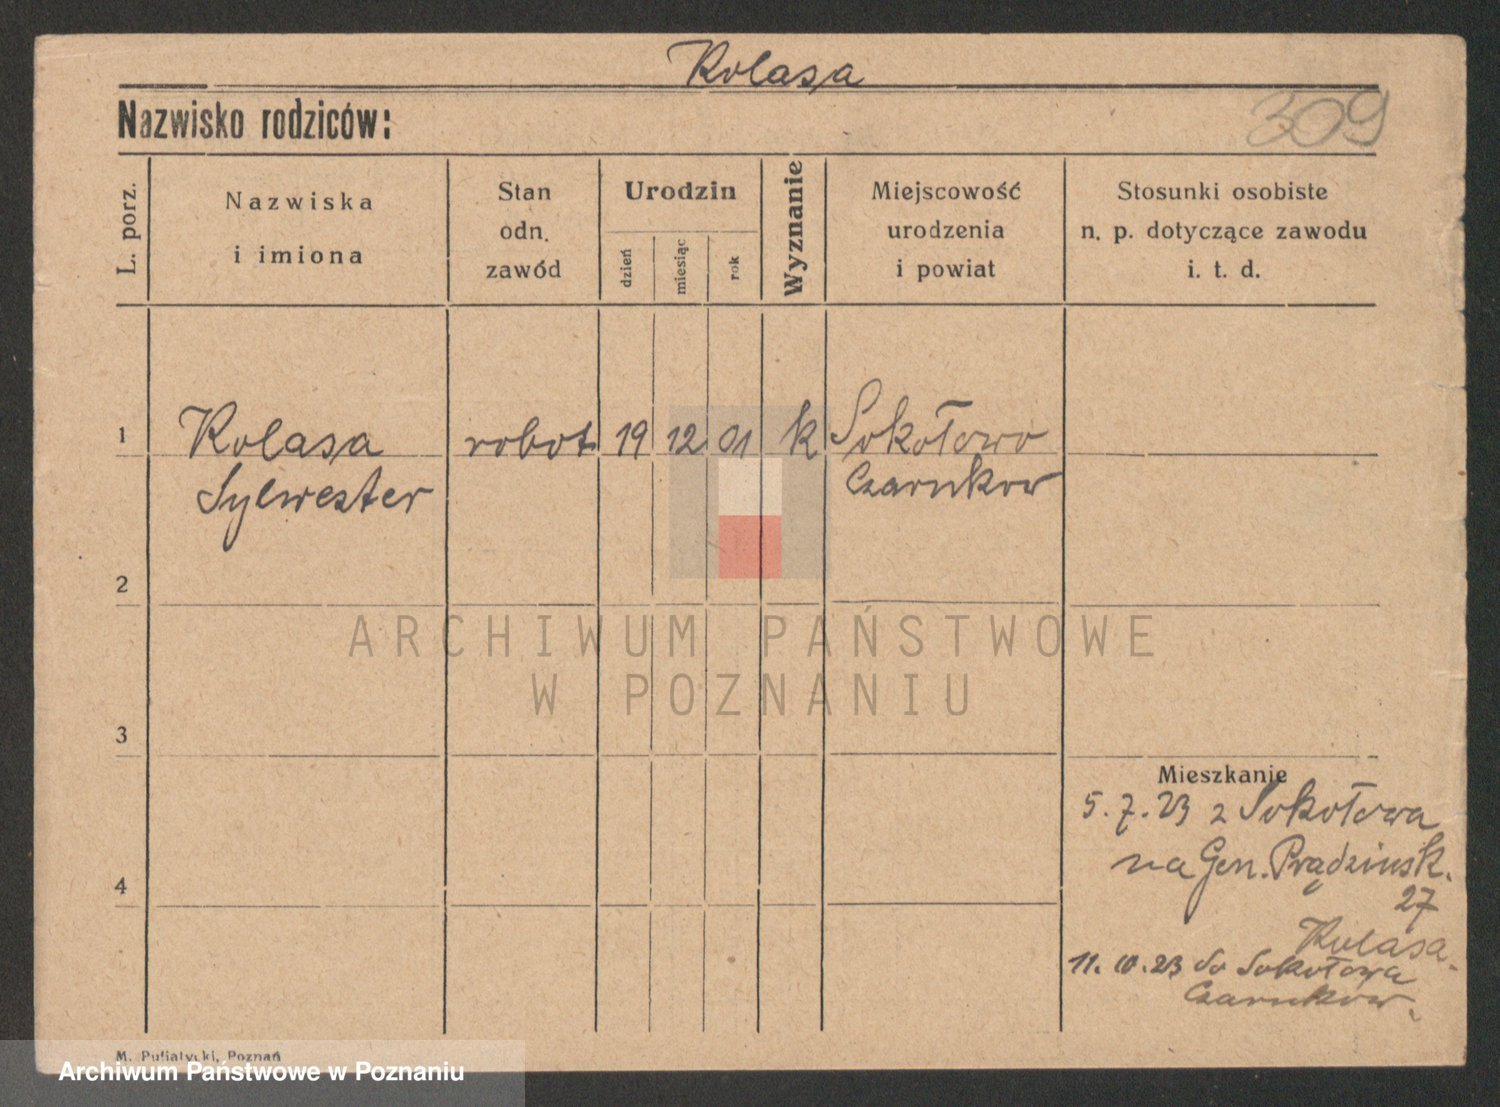 Kolasa
Nazwisko rodziców:
309
L. porz.
Nazwiska
i imiona
Stan
odn.
zawód
Urodzin
dzień
miesiąc
rok
Wyznanie
Miejscowość
urodzenia
i powiat
Stosunki osobiste
n. p. dotyczące zawodu
i. t. d.
1 Kolasa robot 19 12 01 k Sokołowo
Sylwester Czarnkow
2
ARCHIWUM PAŃSTWOWE
W POZNANIU
3
Mieszkanie
5.7.23 z Sokołowa
na Gen. Prądzinsk.
4
27
Kolasa
11.10.23 do Sokołowa
Czarnków
M. Putiatycki, Poznań
Archiwum Państwowe w Poznaniu